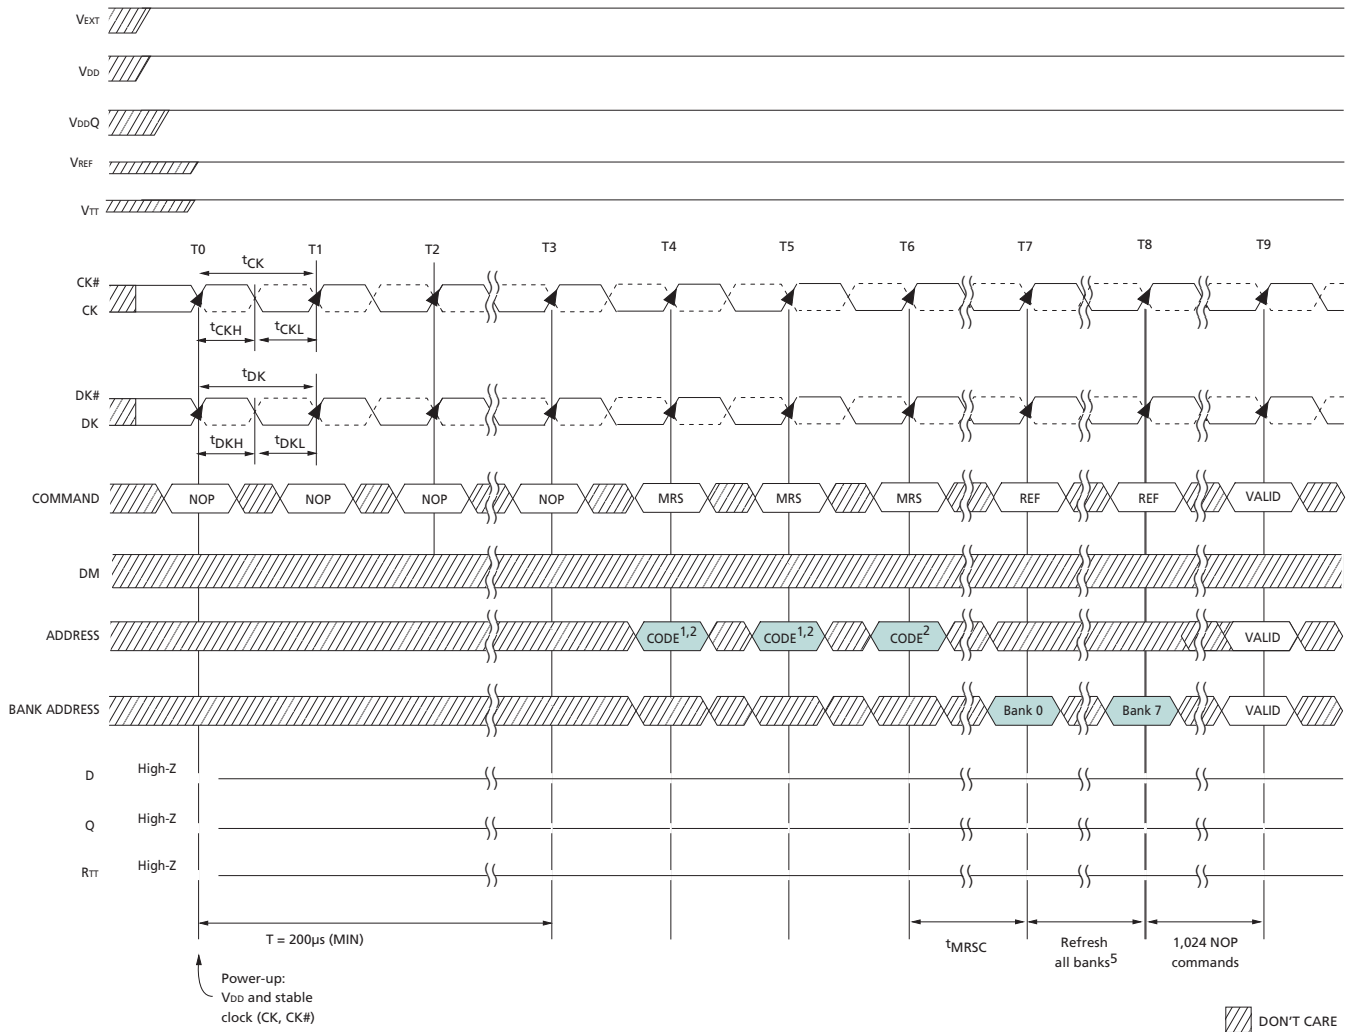 VEXT
VDD
VDDQ
VREF
VTT
T0 T1 T2 T3 T4 T5 T6 T7 T8 T9
tCK
CK#
CK
tCKH tCKL
tDK
DK#
DK
tDKH tDKL
COMMAND NOP NOP NOP NOP MRS MRS MRS REF REF VALID
DM
ADDRESS CODE1,2 CODE1,2 CODE2 VALID
BANK ADDRESS Bank 0 Bank 7 VALID
D High-Z
Q High-Z
RTT High-Z
T = 200µs (MIN)
tMRSC
Refresh
all banks5
1,024 NOP
commands
Power-up:
VDD and stable
clock (CK, CK#)
DON'T CARE